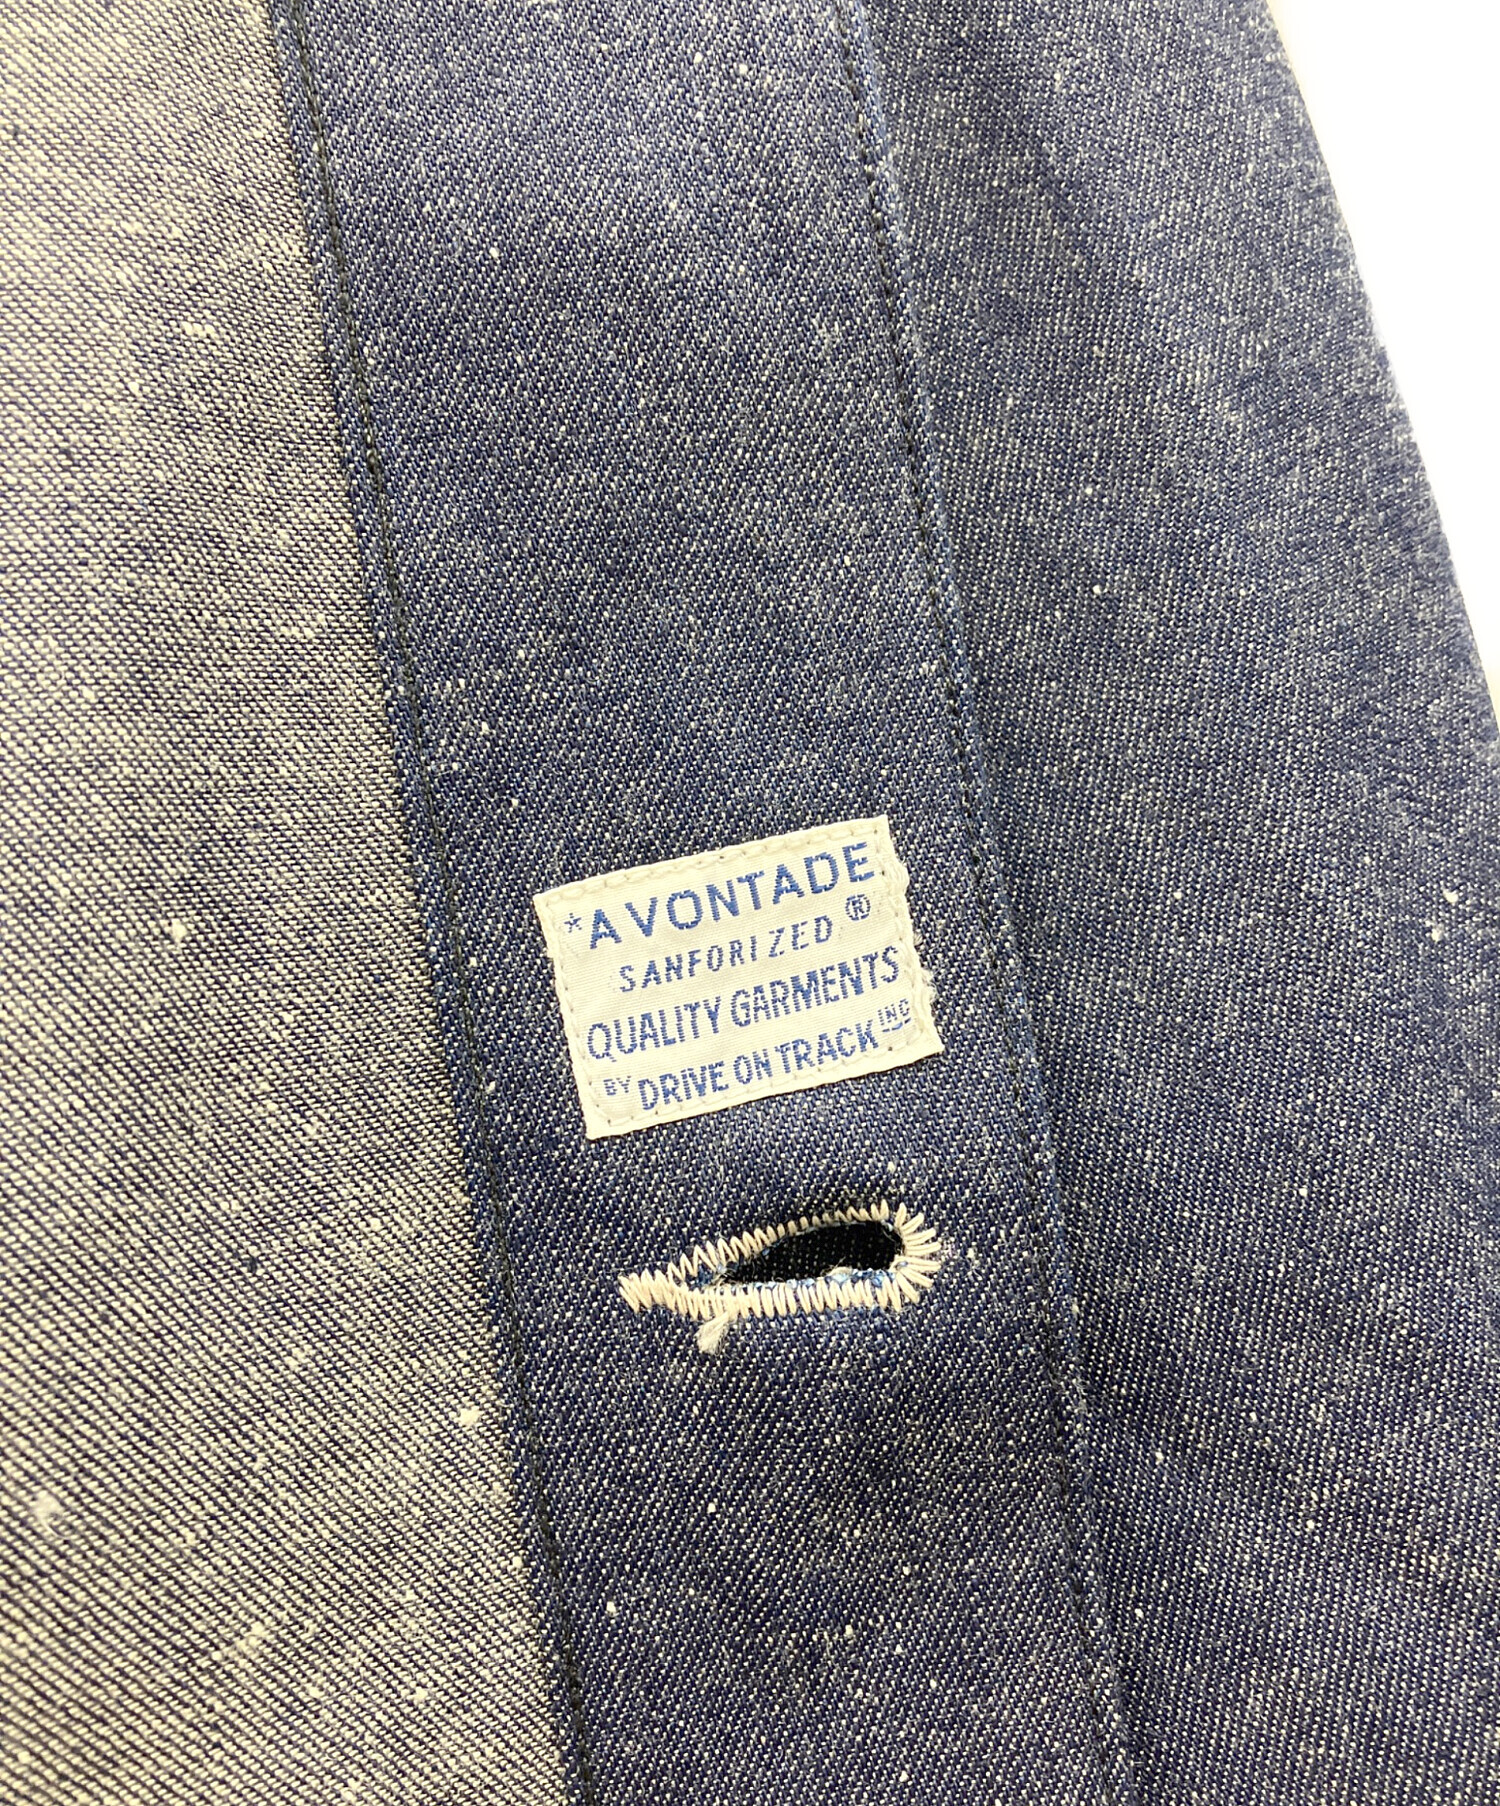 *A VONTADE
SANFORIZED ®
QUALITY GARMENTS
BY DRIVE ON TRACK INC